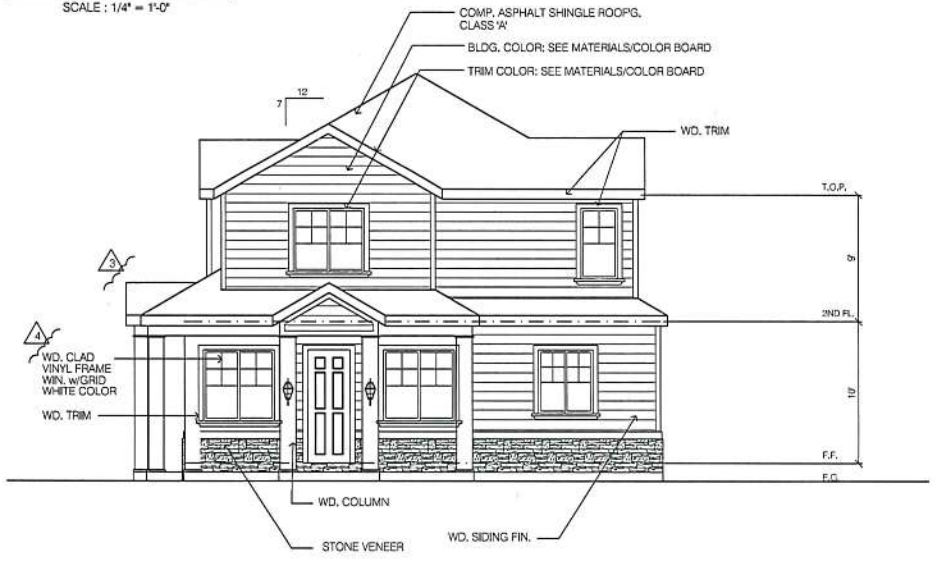 SCALE : 1/4" = 1'-0"
COMP. ASPHALT SHINGLE ROOF'G.
CLASS 'A'
BLDG. COLOR: SEE MATERIALS/COLOR BOARD
TRIM COLOR: SEE MATERIALS/COLOR BOARD
12
7
WD. TRIM
T.O.P.
9'
3
2ND FL.
4
WD. CLAD
VINYL FRAME
WIN. w/GRID
WHITE COLOR
10'
WD. TRIM
F.F.
F.G.
WD. COLUMN
WD. SIDING FIN.
STONE VENEER